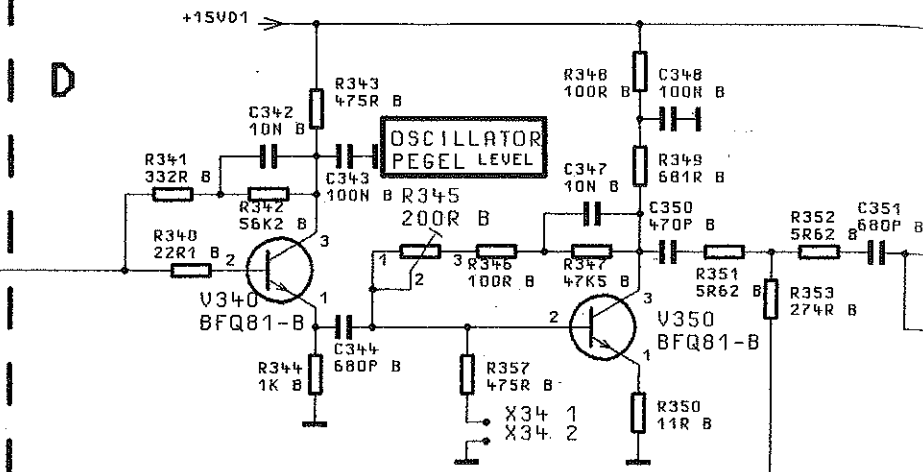 +15VD1
D
R343
475R B
C342
10N B
OSCILLATOR
PEGEL LEVEL
R348
100R B
C348
100N B
R341
332R B
C343
100N B
R345
200R B
C347
10N B
R349
681R B
R342
56K2 B
C350
470P B
R352
5R62 B
C351
680P B
R340
22R1 B
2
3
1
V340
BFQ81-B
1
2
3
R346
100R B
R347
47K5 B
R351
5R62 B
R353
274R B
C344
680P B
2
3
1
V350
BFQ81-B
R344
1K B
R357
475R B
X34 1
X34 2
R350
11R B